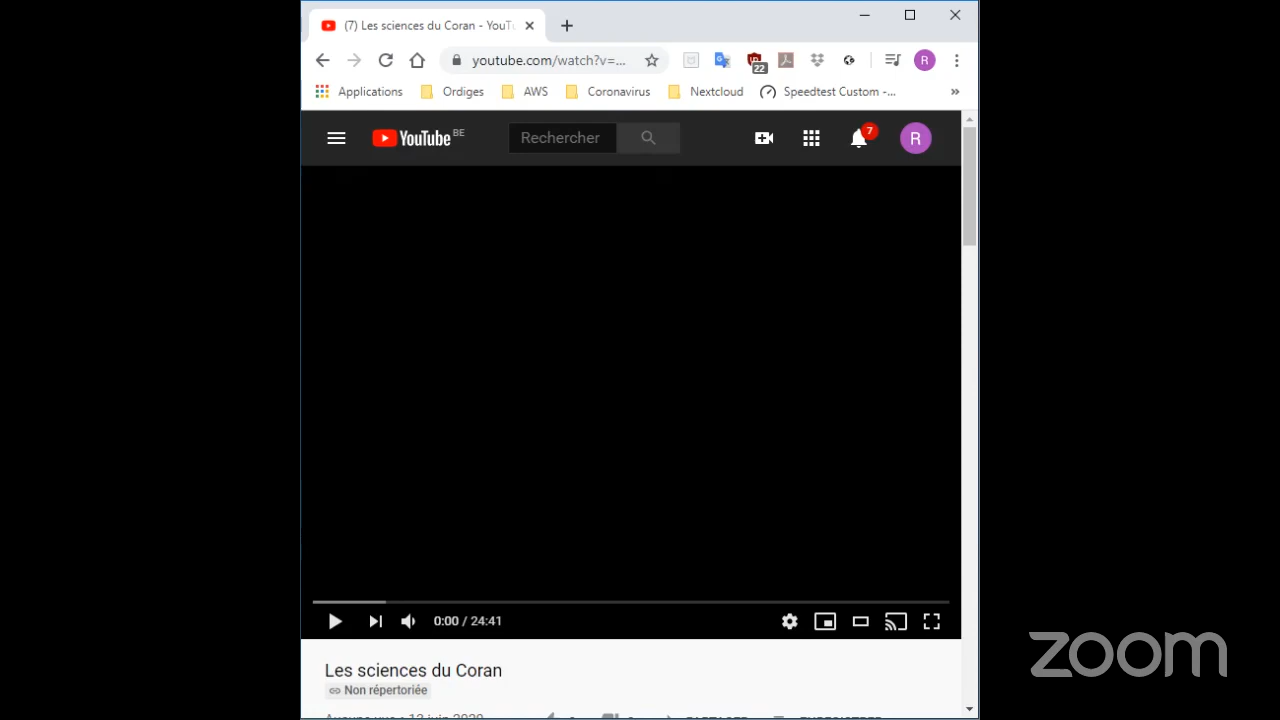 (7) Les sciences du Coran - YouTu
youtube.com/watch?v=...
22
R
Applications
Ordiges
AWS
Coronavirus
Nextcloud
Speedtest Custom -...
»
YouTube BE
Rechercher
7
R
0:00 / 24:41
Les sciences du Coran
Non répertoriée
zoom